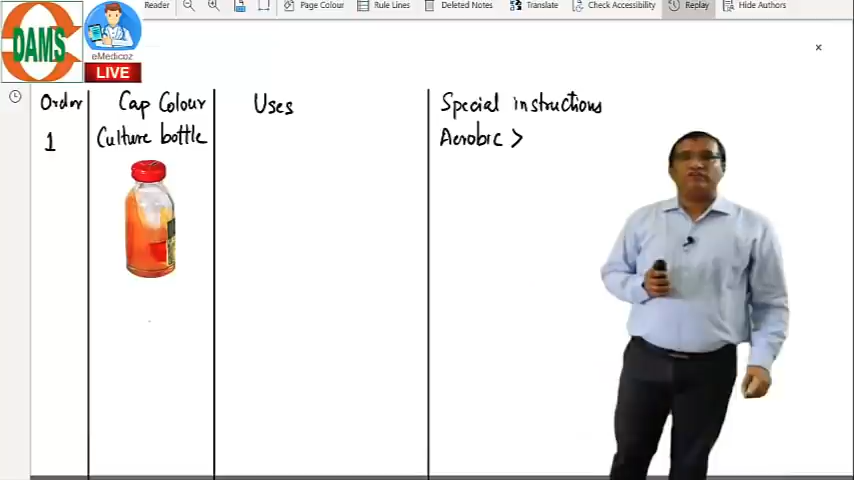 Reader
Page Colour
Rule Lines
Deleted Notes
Translate
Check Accessibility
Replay
Hide Authors
DAMS
eMedicoz
LIVE
Order
Cap Colour
Uses
Special instructions
1
Culture bottle
Aerobic >